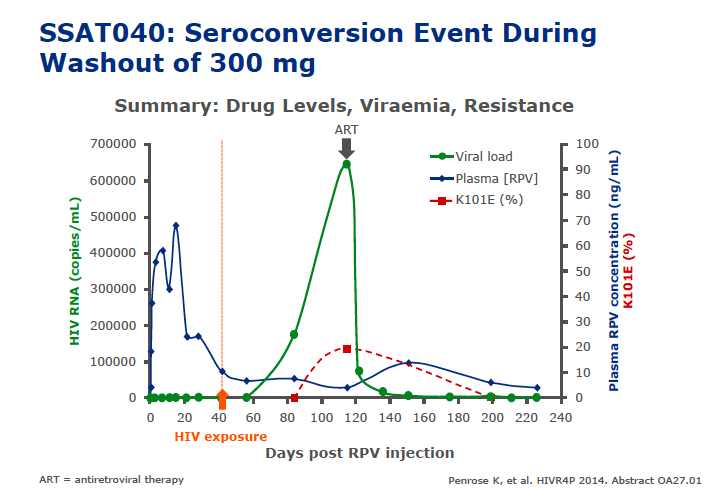 SSAT040: Seroconversion Event During
Washout of 300 mg
Summary: Drug Levels, Viraemia, Resistance
ART
700000
600000
500000
400000
300000
200000
100000
0
HIV RNA (copies/mL)
Viral load
Plasma [RPV]
K101E (%)
100
90
80
70
60
50
40
30
20
10
0
Plasma RPV concentration (ng/mL)
K101E (%)
0 20 40 60 80 100 120 140 160 180 200 220 240
HIV exposure
Days post RPV injection
ART = antiretroviral therapy
Penrose K, et al. HIVR4P 2014. Abstract OA27.01